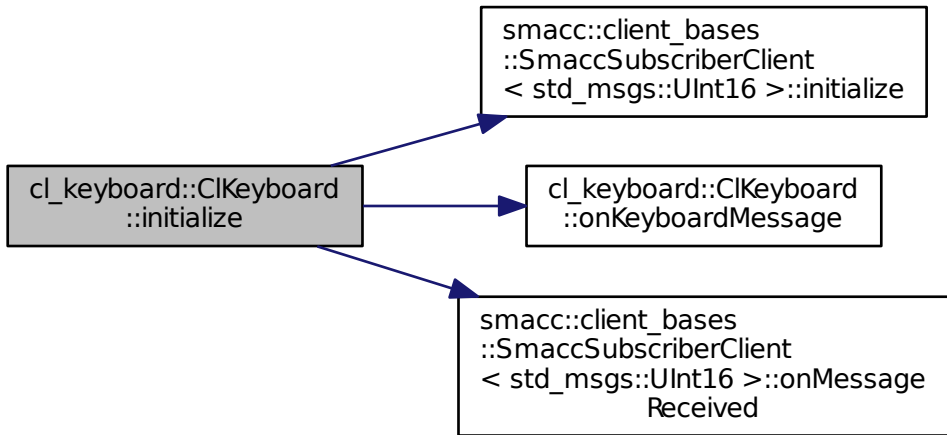 smacc::client_bases
::SmaccSubscriberClient
< std_msgs::UInt16 >::initialize
cl_keyboard::ClKeyboard
::initialize
cl_keyboard::ClKeyboard
::onKeyboardMessage
smacc::client_bases
::SmaccSubscriberClient
< std_msgs::UInt16 >::onMessage
Received